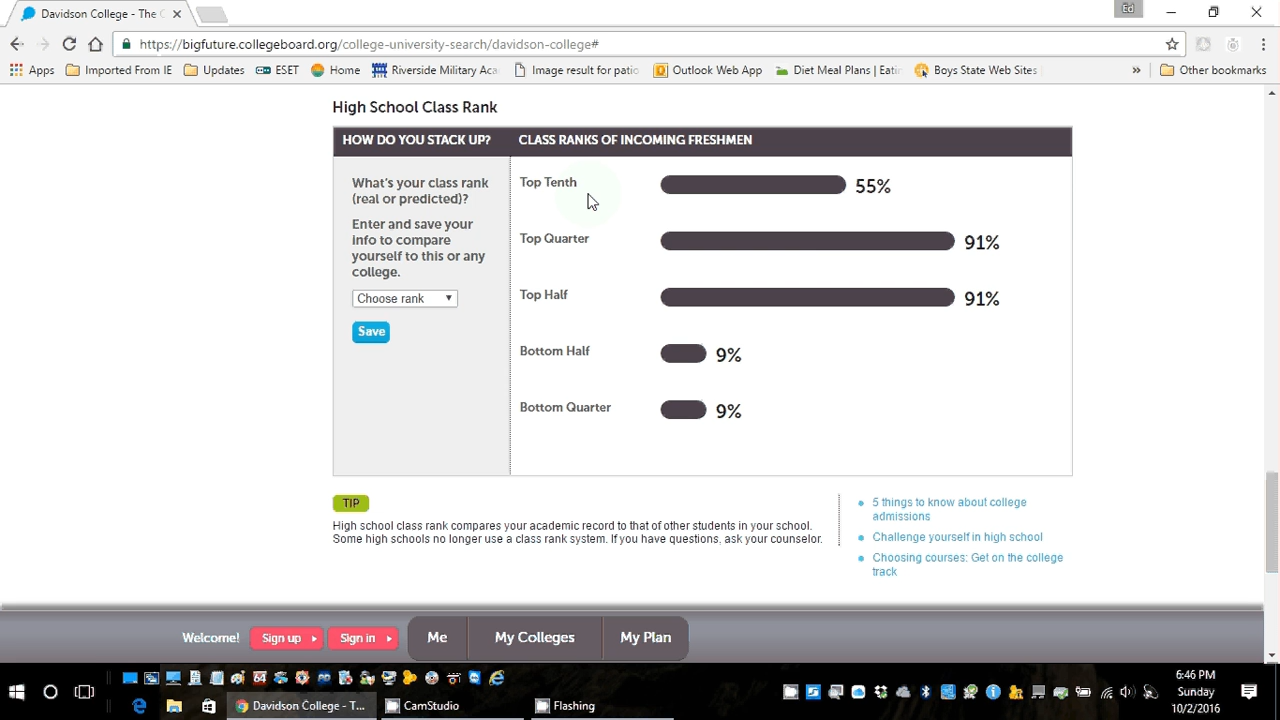 Davidson College - The C
Ed
https://bigfuture.collegeboard.org/college-university-search/davidson-college#
Apps Imported From IE Updates ESET Home Riverside Military Aca Image result for patio Outlook Web App Diet Meal Plans | Eatin Boys State Web Sites » Other bookmarks
High School Class Rank
HOW DO YOU STACK UP? CLASS RANKS OF INCOMING FRESHMEN
What's your class rank
(real or predicted)?
Enter and save your
info to compare
yourself to this or any
college.
Choose rank
Save
Top Tenth 55%
Top Quarter 91%
Top Half 91%
Bottom Half 9%
Bottom Quarter 9%
TIP
High school class rank compares your academic record to that of other students in your school.
Some high schools no longer use a class rank system. If you have questions, ask your counselor.
5 things to know about college
admissions
Challenge yourself in high school
Choosing courses: Get on the college
track
Welcome! Sign up Sign in Me My Colleges My Plan
Davidson College - T...
CamStudio
Flashing
6:46 PM
Sunday
10/2/2016